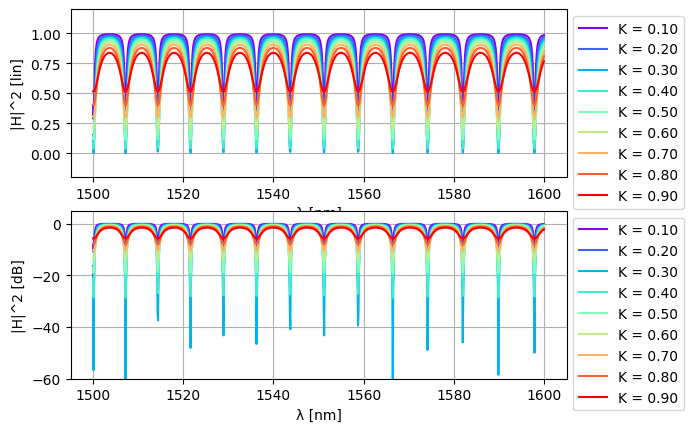 1.00
0.75
0.50
0.25
0.00
|H|^2 [lin]
1500
1520
1540
1560
1580
1600
λ [nm]
K = 0.10
K = 0.20
K = 0.30
K = 0.40
K = 0.50
K = 0.60
K = 0.70
K = 0.80
K = 0.90
0
−20
−40
−60
|H|^2 [dB]
1500
1520
1540
1560
1580
1600
λ [nm]
K = 0.10
K = 0.20
K = 0.30
K = 0.40
K = 0.50
K = 0.60
K = 0.70
K = 0.80
K = 0.90